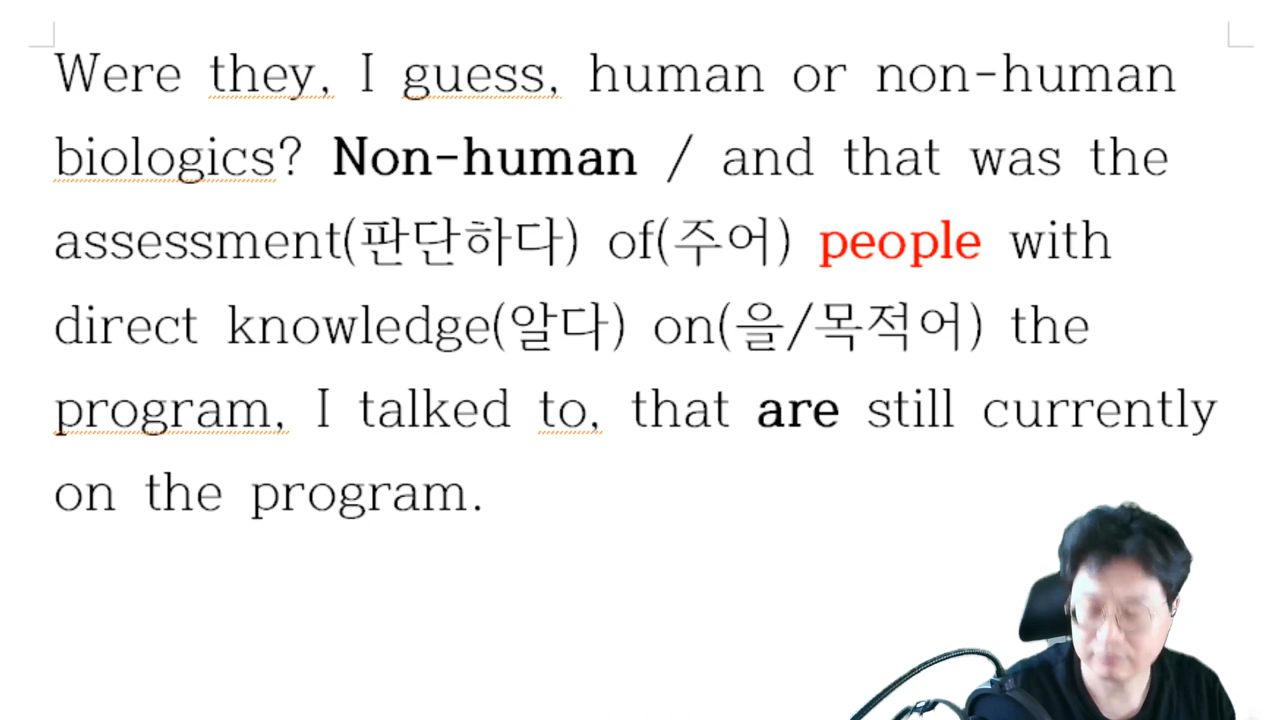 Were they, I guess, human or non-human
biologics? Non-human / and that was the
assessment(판단하다) of(주어) people with
direct knowledge(알다) on(을/목적어) the
program, I talked to, that are still currently
on the program.